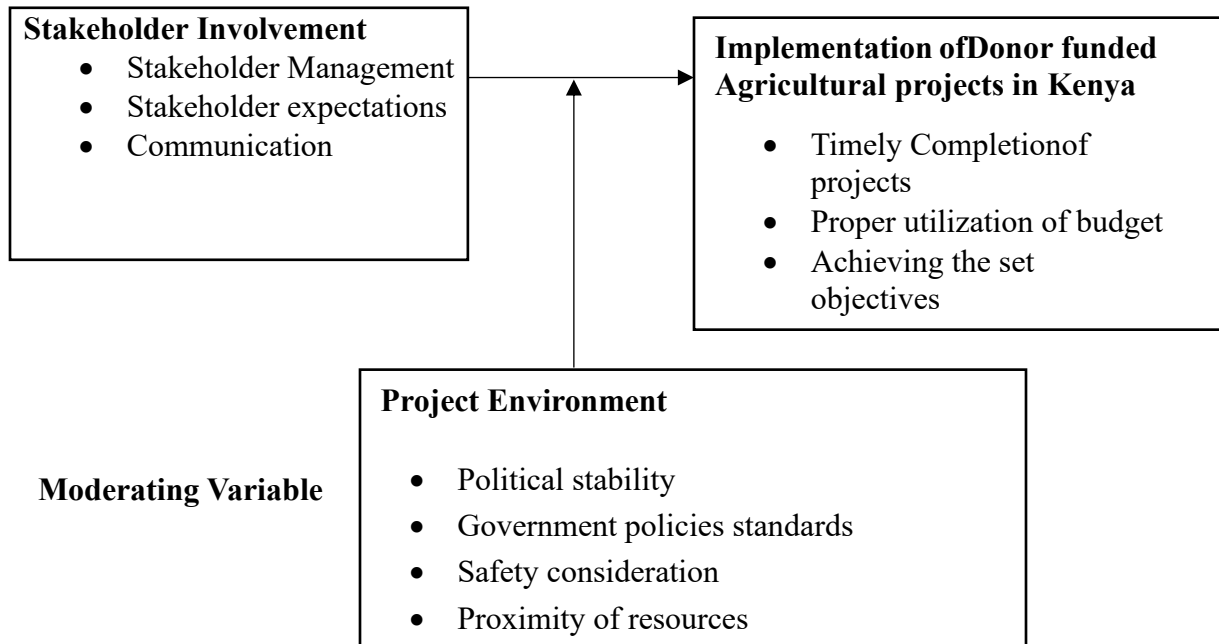 Stakeholder Involvement
• Stakeholder Management
• Stakeholder expectations
• Communication
Implementation ofDonor funded
Agricultural projects in Kenya
• Timely Completionof
projects
• Proper utilization of budget
• Achieving the set
objectives
Project Environment
Moderating Variable
• Political stability
• Government policies standards
• Safety consideration
• Proximity of resources